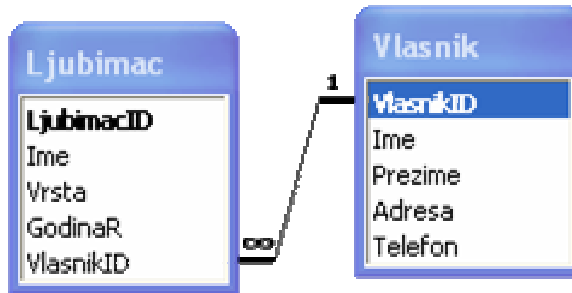 Ljubimac
LjubimacID
Ime
Vrsta
GodinaR
VlasnikID
∞
1
Vlasnik
VlasnikID
Ime
Prezime
Adresa
Telefon